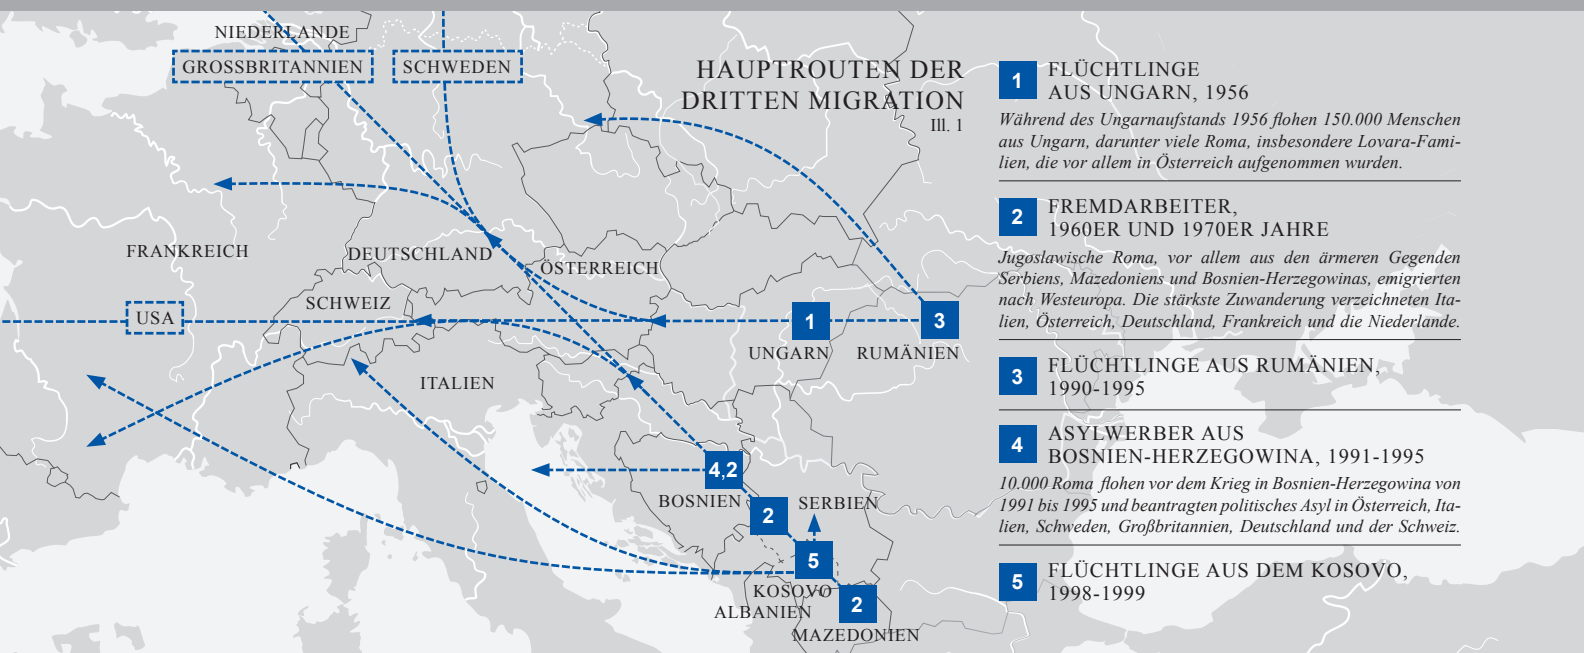 NIEDERLANDE
GROSSBRITANNIEN
SCHWEDEN
HAUPTROUTEN DER
DRITTEN MIGRATION
Ill. 1
FRANKREICH
DEUTSCHLAND
ÖSTERREICH
SCHWEIZ
USA
1
3
UNGARN
RUMÄNIEN
ITALIEN
4,2
BOSNIEN
SERBIEN
2
5
KOSOVO
2
ALBANIEN
MAZEDONIEN
1
FLÜCHTLINGE
AUS UNGARN, 1956
Während des Ungarnaufstands 1956 flohen 150.000 Menschen
aus Ungarn, darunter viele Roma, insbesondere Lovara-Fami-
lien, die vor allem in Österreich aufgenommen wurden.
2
FREMDARBEITER,
1960ER UND 1970ER JAHRE
Jugoslawische Roma, vor allem aus den ärmeren Gegenden
Serbiens, Mazedoniens und Bosnien-Herzegowinas, emigrierten
nach Westeuropa. Die stärkste Zuwanderung verzeichneten Ita-
lien, Österreich, Deutschland, Frankreich und die Niederlande.
3
FLÜCHTLINGE AUS RUMÄNIEN,
1990-1995
4
ASYLWERBER AUS
BOSNIEN-HERZEGOWINA, 1991-1995
10.000 Roma flohen vor dem Krieg in Bosnien-Herzegowina von
1991 bis 1995 und beantragten politisches Asyl in Österreich, Ita-
lien, Schweden, Großbritannien, Deutschland und der Schweiz.
5
FLÜCHTLINGE AUS DEM KOSOVO,
1998-1999